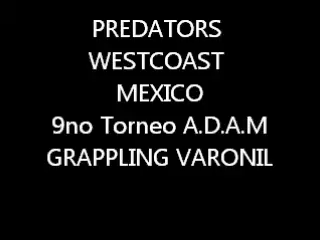 PREDATORS
WESTCOAST
MEXICO
9no Torneo A.D.A.M
GRAPPLING VARONIL